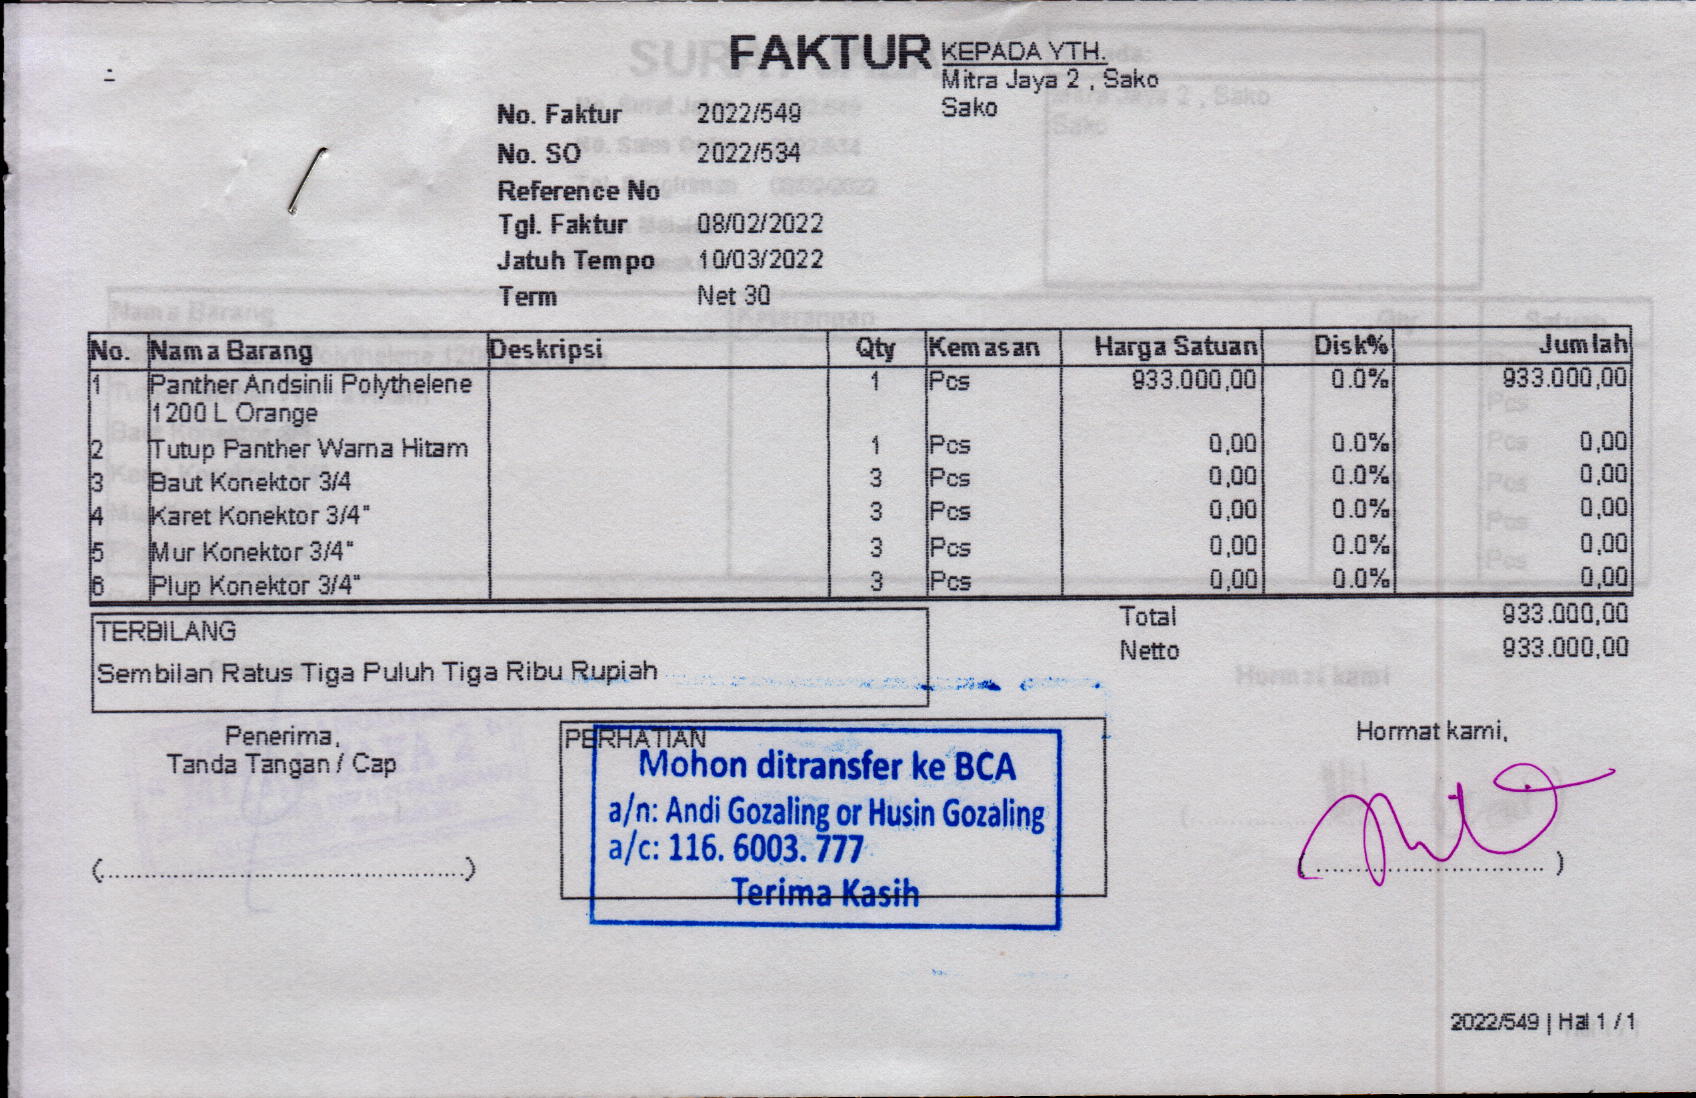 FAKTUR
KEPADA YTH.
Mitra Jaya 2 , Sako
Sako
No. Faktur 2022/549
No. SO 2022/534
Reference No
Tgl. Faktur 08/02/2022
Jatuh Tempo 10/03/2022
Term Net 30
No. Nama Barang Deskripsi Qty Kemasan Harga Satuan Disk% Jumlah
1 Panther Andsinli Polythelene 1 Pcs 933.000,00 0.0% 933.000,00
1200 L Orange
2 Tutup Panther Warna Hitam 1 Pcs 0,00 0.0% 0,00
3 Baut Konektor 3/4 3 Pcs 0,00 0.0% 0,00
4 Karet Konektor 3/4" 3 Pcs 0,00 0.0% 0,00
5 Mur Konektor 3/4" 3 Pcs 0,00 0.0% 0,00
6 Plup Konektor 3/4" 3 Pcs 0,00 0.0% 0,00
Total 933.000,00
Netto 933.000,00
TERBILANG
Sembilan Ratus Tiga Puluh Tiga Ribu Rupiah
Penerima,
Tanda Tangan / Cap
(..............................................)
PERHATIAN
Mohon ditransfer ke BCA
a/n: Andi Gozaling or Husin Gozaling
a/c: 116. 6003. 777
Terima Kasih
Hormat kami,
(..............................)
2022/549 | Hal 1 / 1